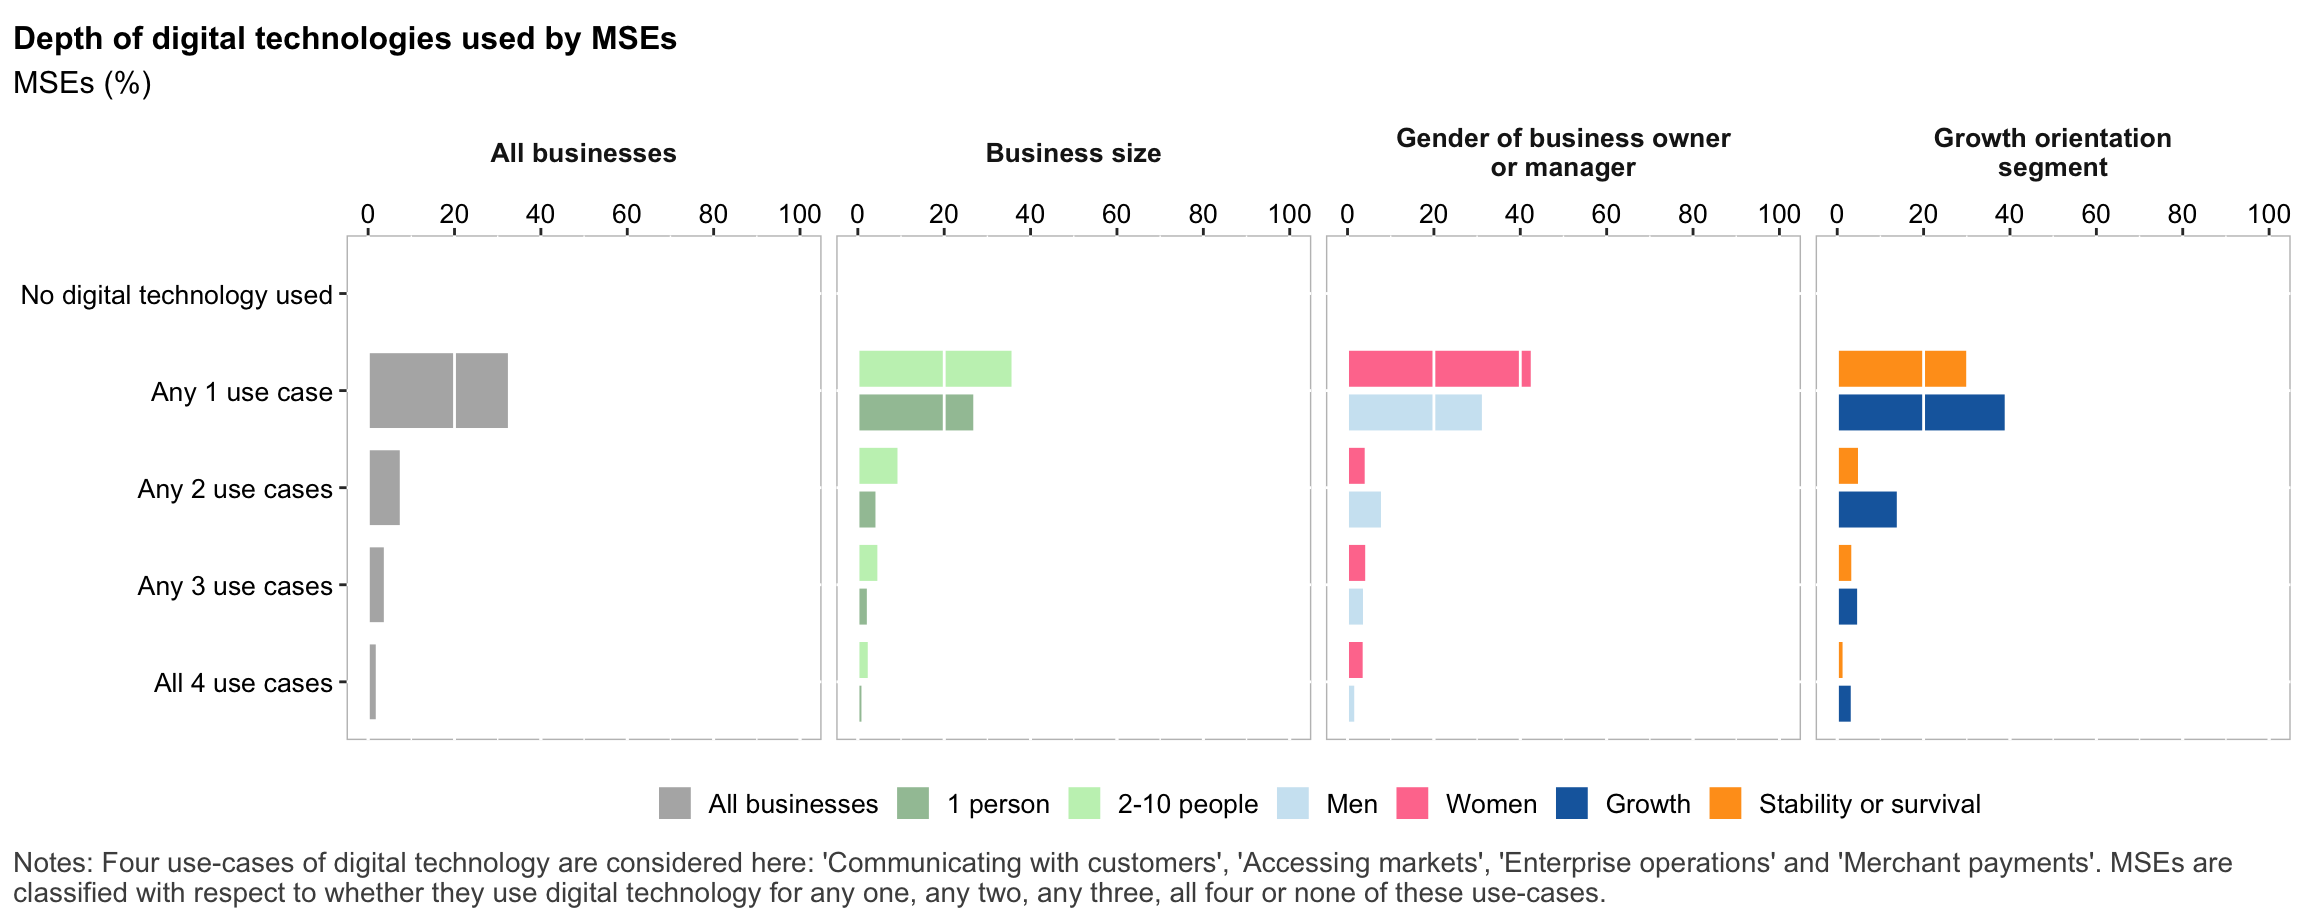 Depth of digital technologies used by MSEs
MSEs (%)
All businesses
Business size
Gender of business owner
or manager
Growth orientation
segment
0 20 40 60 80 100
0 20 40 60 80 100
0 20 40 60 80 100
0 20 40 60 80 100
No digital technology used
Any 1 use case
Any 2 use cases
Any 3 use cases
All 4 use cases
All businesses 1 person 2-10 people Men Women Growth Stability or survival
Notes: Four use-cases of digital technology are considered here: 'Communicating with customers', 'Accessing markets', 'Enterprise operations' and 'Merchant payments'. MSEs are
classified with respect to whether they use digital technology for any one, any two, any three, all four or none of these use-cases.